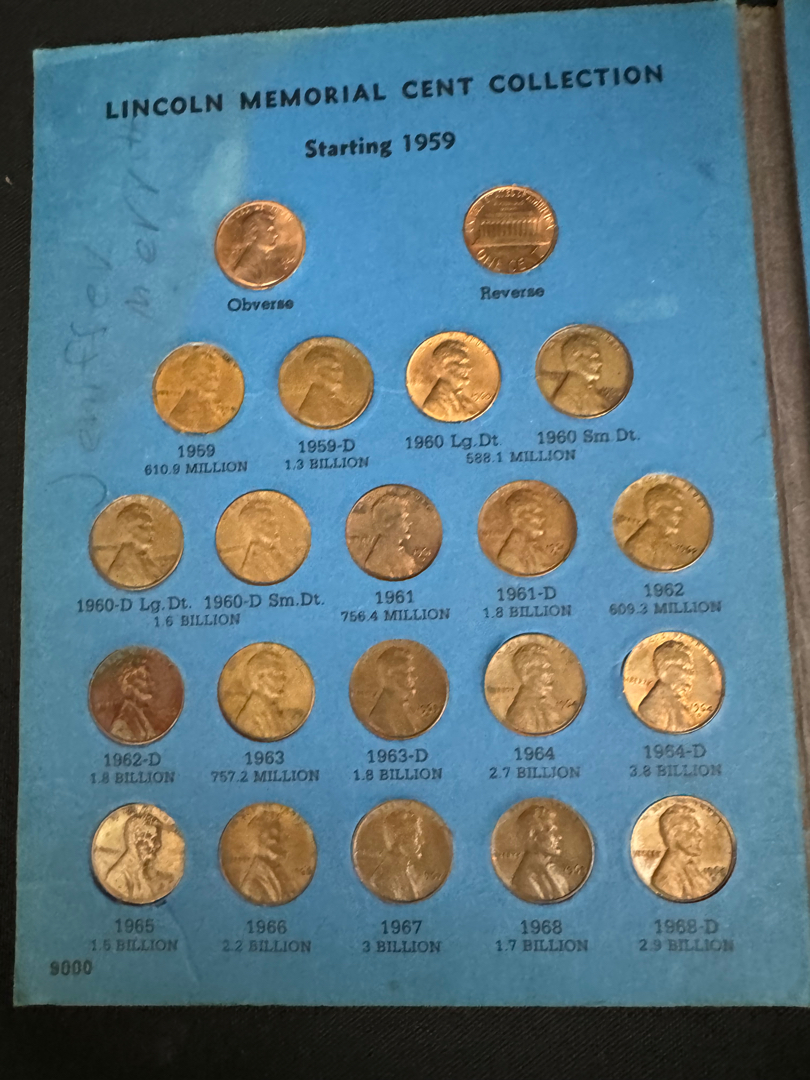 LINCOLN MEMORIAL CENT COLLECTION
Starting 1959
Jeniffer
Merritt
Obverse Reverse
ONE CENT
1959 1959-D 1960 Lg.Dt. 1960 Sm.Dt.
610.9 MILLION 1.3 BILLION 588.1 MILLION
1960-D Lg.Dt. 1960-D Sm.Dt. 1961 1961-D 1962
1.6 BILLION 756.4 MILLION 1.8 BILLION 609.3 MILLION
1962-D 1963 1963-D 1964 1964-D
1.8 BILLION 757.2 MILLION 1.8 BILLION 2.7 BILLION 3.8 BILLION
1965 1966 1967 1968 1968-D
1.5 BILLION 2.2 BILLION 3 BILLION 1.7 BILLION 2.9 BILLION
9000